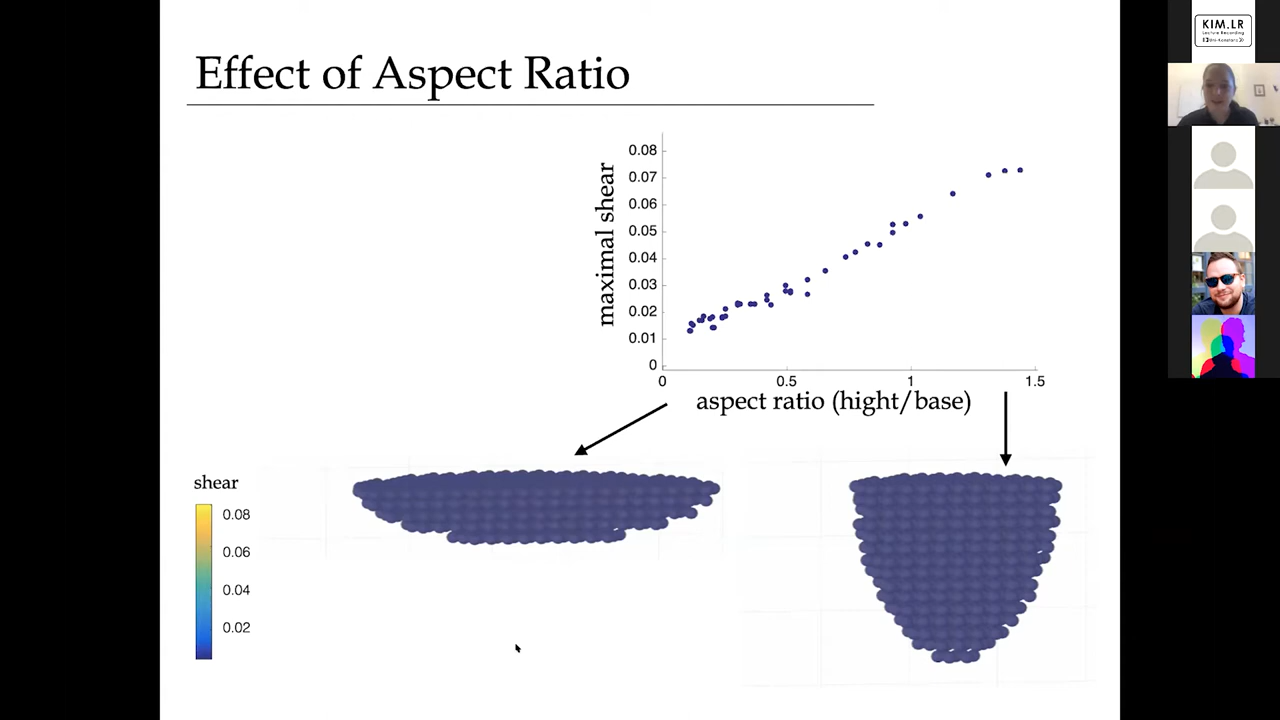 Effect of Aspect Ratio
KIM.LR
Lecture Recording
maximal shear
0.08
0.07
0.06
0.05
0.04
0.03
0.02
0.01
0
0
0.5
1
1.5
aspect ratio (hight/base)
shear
0.08
0.06
0.04
0.02